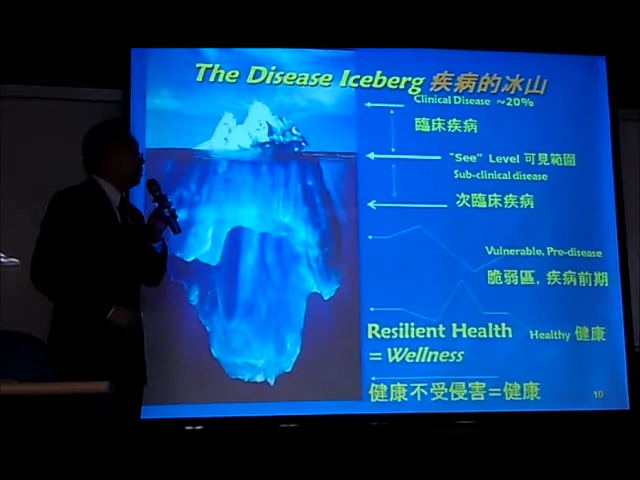 The Disease Iceberg 疾病的冰山
Clinical Disease ~20%
臨床疾病
"See" Level 可見範圍
Sub-clinical disease
次臨床疾病
Vulnerable, Pre-disease
脆弱區, 疾病前期
Resilient Health
Healthy 健康
= Wellness
健康不受侵害=健康
10